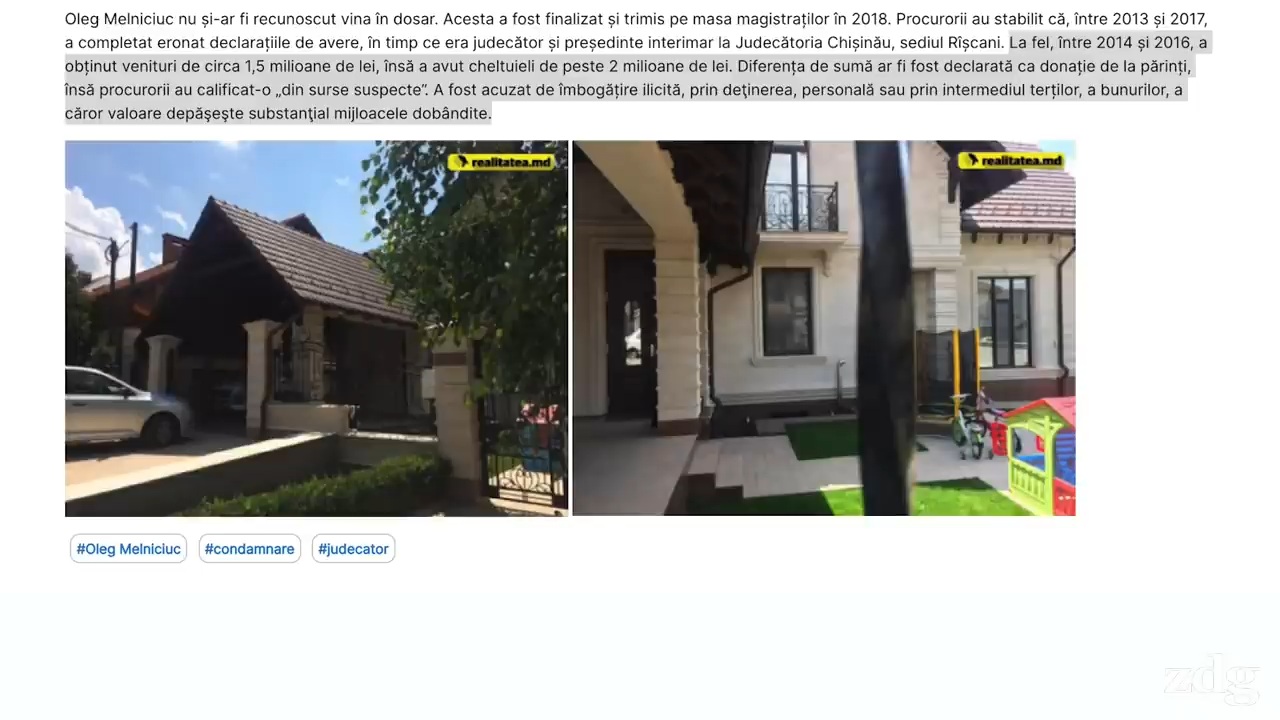 Oleg Melniciuc nu și-ar fi recunoscut vina în dosar. Acesta a fost finalizat și trimis pe masa magistraților în 2018. Procurorii au stabilit că, între 2013 și 2017,
a completat eronat declarațiile de avere, în timp ce era judecător și președinte interimar la Judecătoria Chișinău, sediul Rîșcani. La fel, între 2014 și 2016, a
obținut venituri de circa 1,5 milioane de lei, însă a avut cheltuieli de peste 2 milioane de lei. Diferența de sumă ar fi fost declarată ca donație de la părinți,
însă procurorii au calificat-o „din surse suspecte”. A fost acuzat de îmbogățire ilicită, prin deţinerea, personală sau prin intermediul terților, a bunurilor, a
căror valoare depăşeşte substanţial mijloacele dobândite.
realitatea.md
realitatea.md
#Oleg Melniciuc #condamnare #judecator
zdg